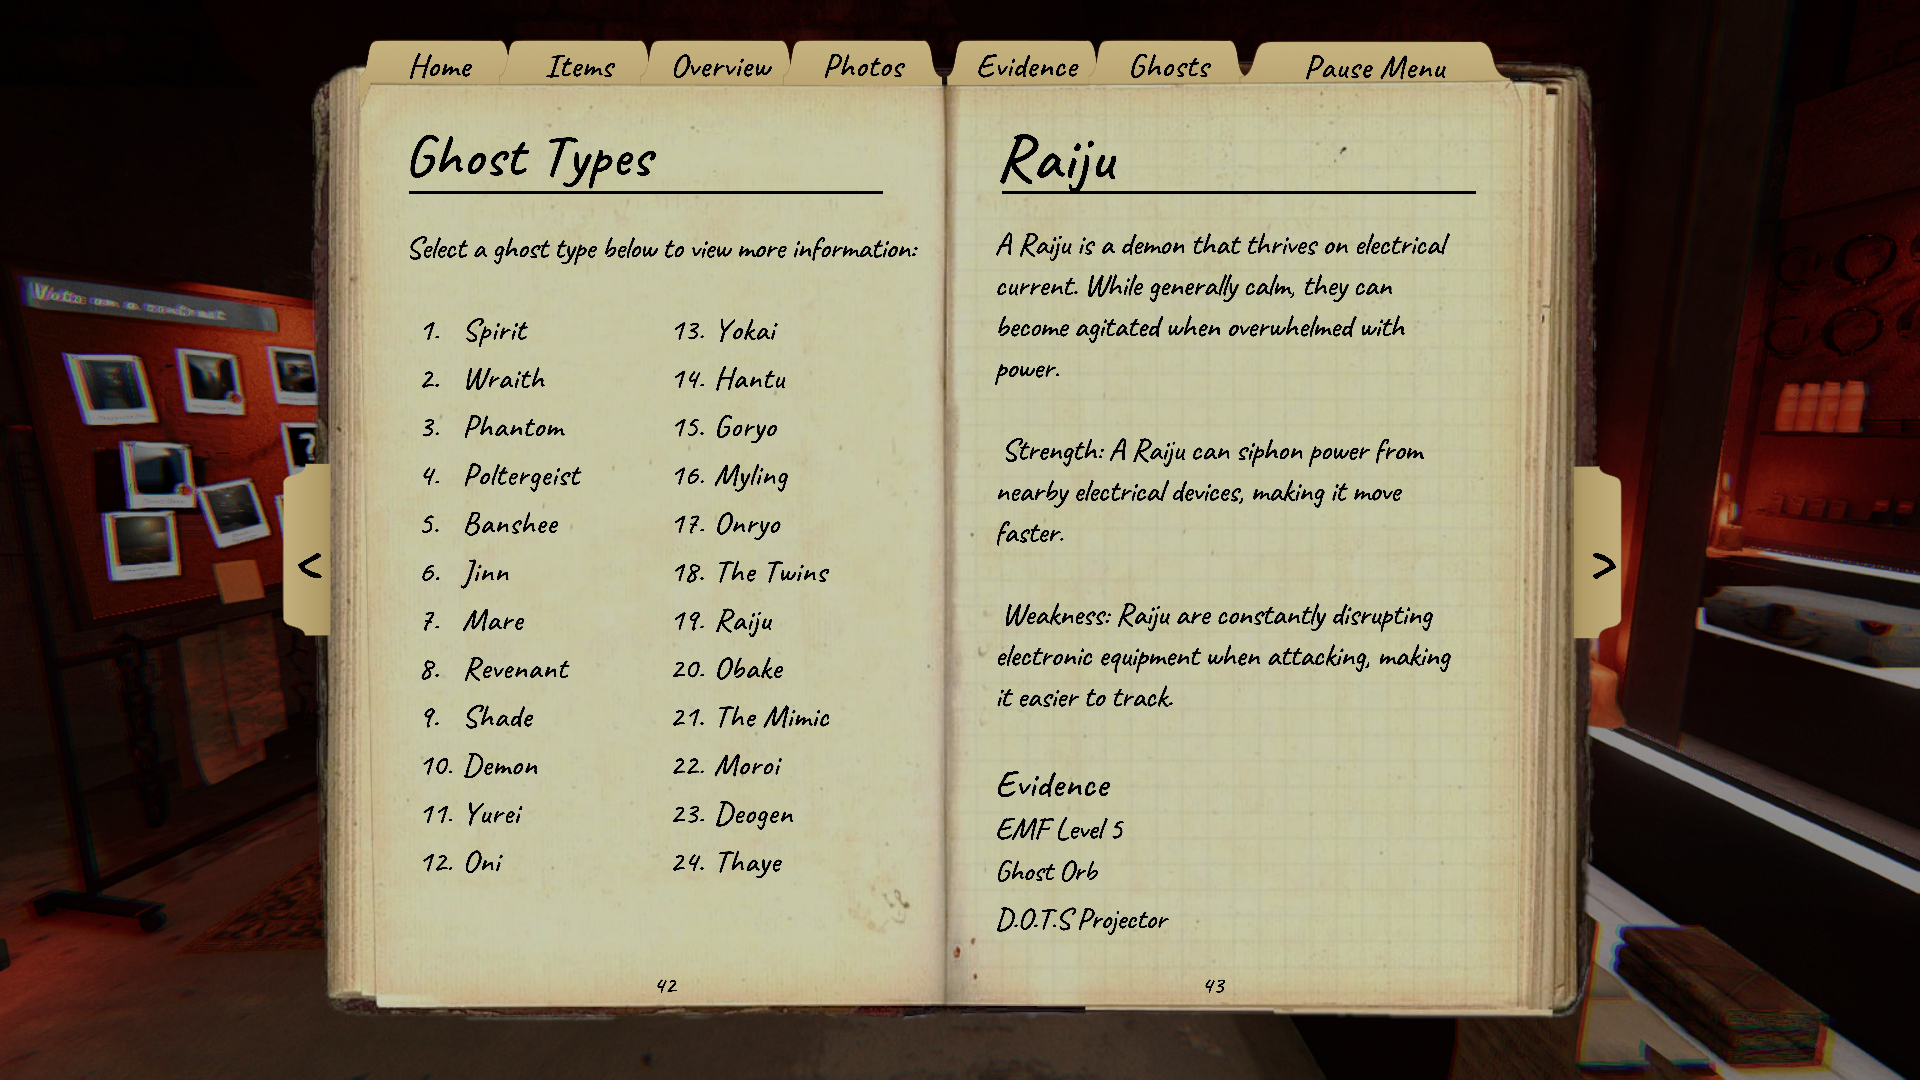 Home
Items
Overview
Photos
Evidence
Ghosts
Pause Menu
Ghost Types
Select a ghost type below to view more information:
1. Spirit
2. Wraith
3. Phantom
4. Poltergeist
5. Banshee
6. Jinn
7. Mare
8. Revenant
9. Shade
10. Demon
11. Yurei
12. Oni
13. Yokai
14. Hantu
15. Goryo
16. Myling
17. Onryo
18. The Twins
19. Raiju
20. Obake
21. The Mimic
22. Moroi
23. Deogen
24. Thaye
42
<
Raiju
A Raiju is a demon that thrives on electrical
current. While generally calm, they can
become agitated when overwhelmed with
power.
Strength: A Raiju can siphon power from
nearby electrical devices, making it move
faster.
Weakness: Raiju are constantly disrupting
electronic equipment when attacking, making
it easier to track.
Evidence
EMF Level 5
Ghost Orb
D.O.T.S Projector
43
>